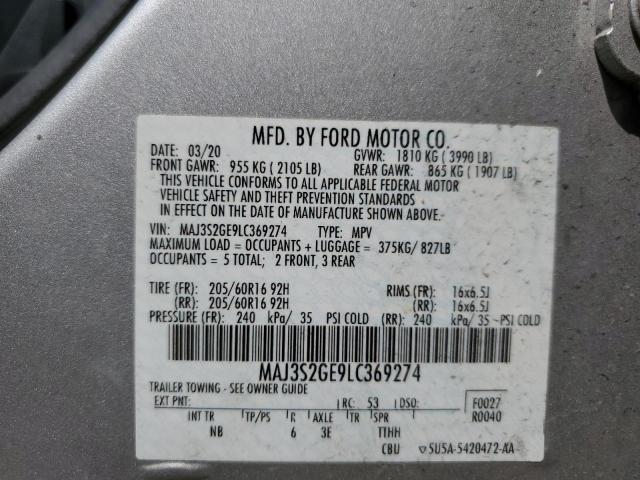 MFD. BY FORD MOTOR CO.
DATE: 03/20 GVWR: 1810 KG ( 3990 LB)
FRONT GAWR: 955 KG ( 2105 LB) REAR GAWR: 865 KG ( 1907 LB)
THIS VEHICLE CONFORMS TO ALL APPLICABLE FEDERAL MOTOR
VEHICLE SAFETY AND THEFT PREVENTION STANDARDS
IN EFFECT ON THE DATE OF MANUFACTURE SHOWN ABOVE.
VIN: MAJ3S2GE9LC369274 TYPE: MPV
MAXIMUM LOAD = OCCUPANTS + LUGGAGE = 375KG/ 827LB
OCCUPANTS = 5 TOTAL; 2 FRONT, 3 REAR
TIRE (FR): 205/60R16 92H RIMS (FR): 16x6.5J
(RR): 205/60R16 92H (RR): 16x6.5J
PRESSURE (FR): 240 kPa/ 35 PSI COLD (RR): 240 kPa/ 35 PSI COLD
MAJ3S2GE9LC369274
TRAILER TOWING - SEE OWNER GUIDE
EXT PNT: RC: 53 DSO: F0027
R0040
INT TR TP/PS R AXLE TR SPR
NB 6 3E TTHH
CBU 5U5A-5420472-AA